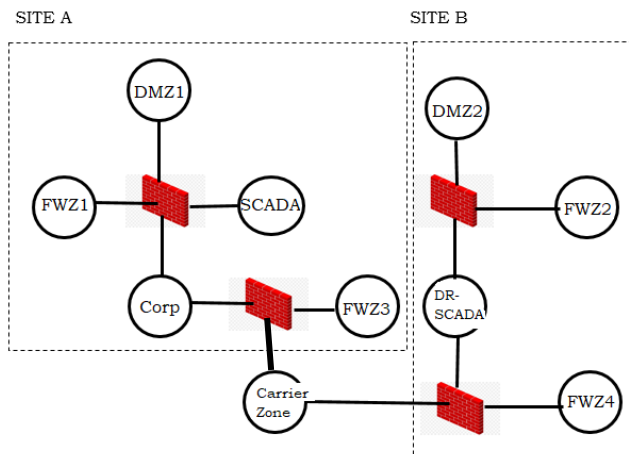 SITE A
SITE B
DMZ1
DMZ2
FWZ1
SCADA
FWZ2
Corp
FWZ3
DR-
SCADA
Carrier
Zone
FWZ4